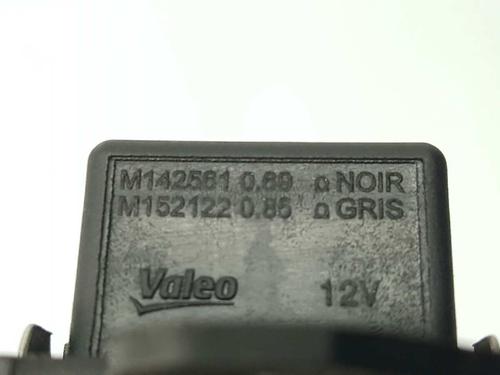 M142561 0.69 Ω NOIR
M152122 0.85 Ω GRIS
Valeo 12V